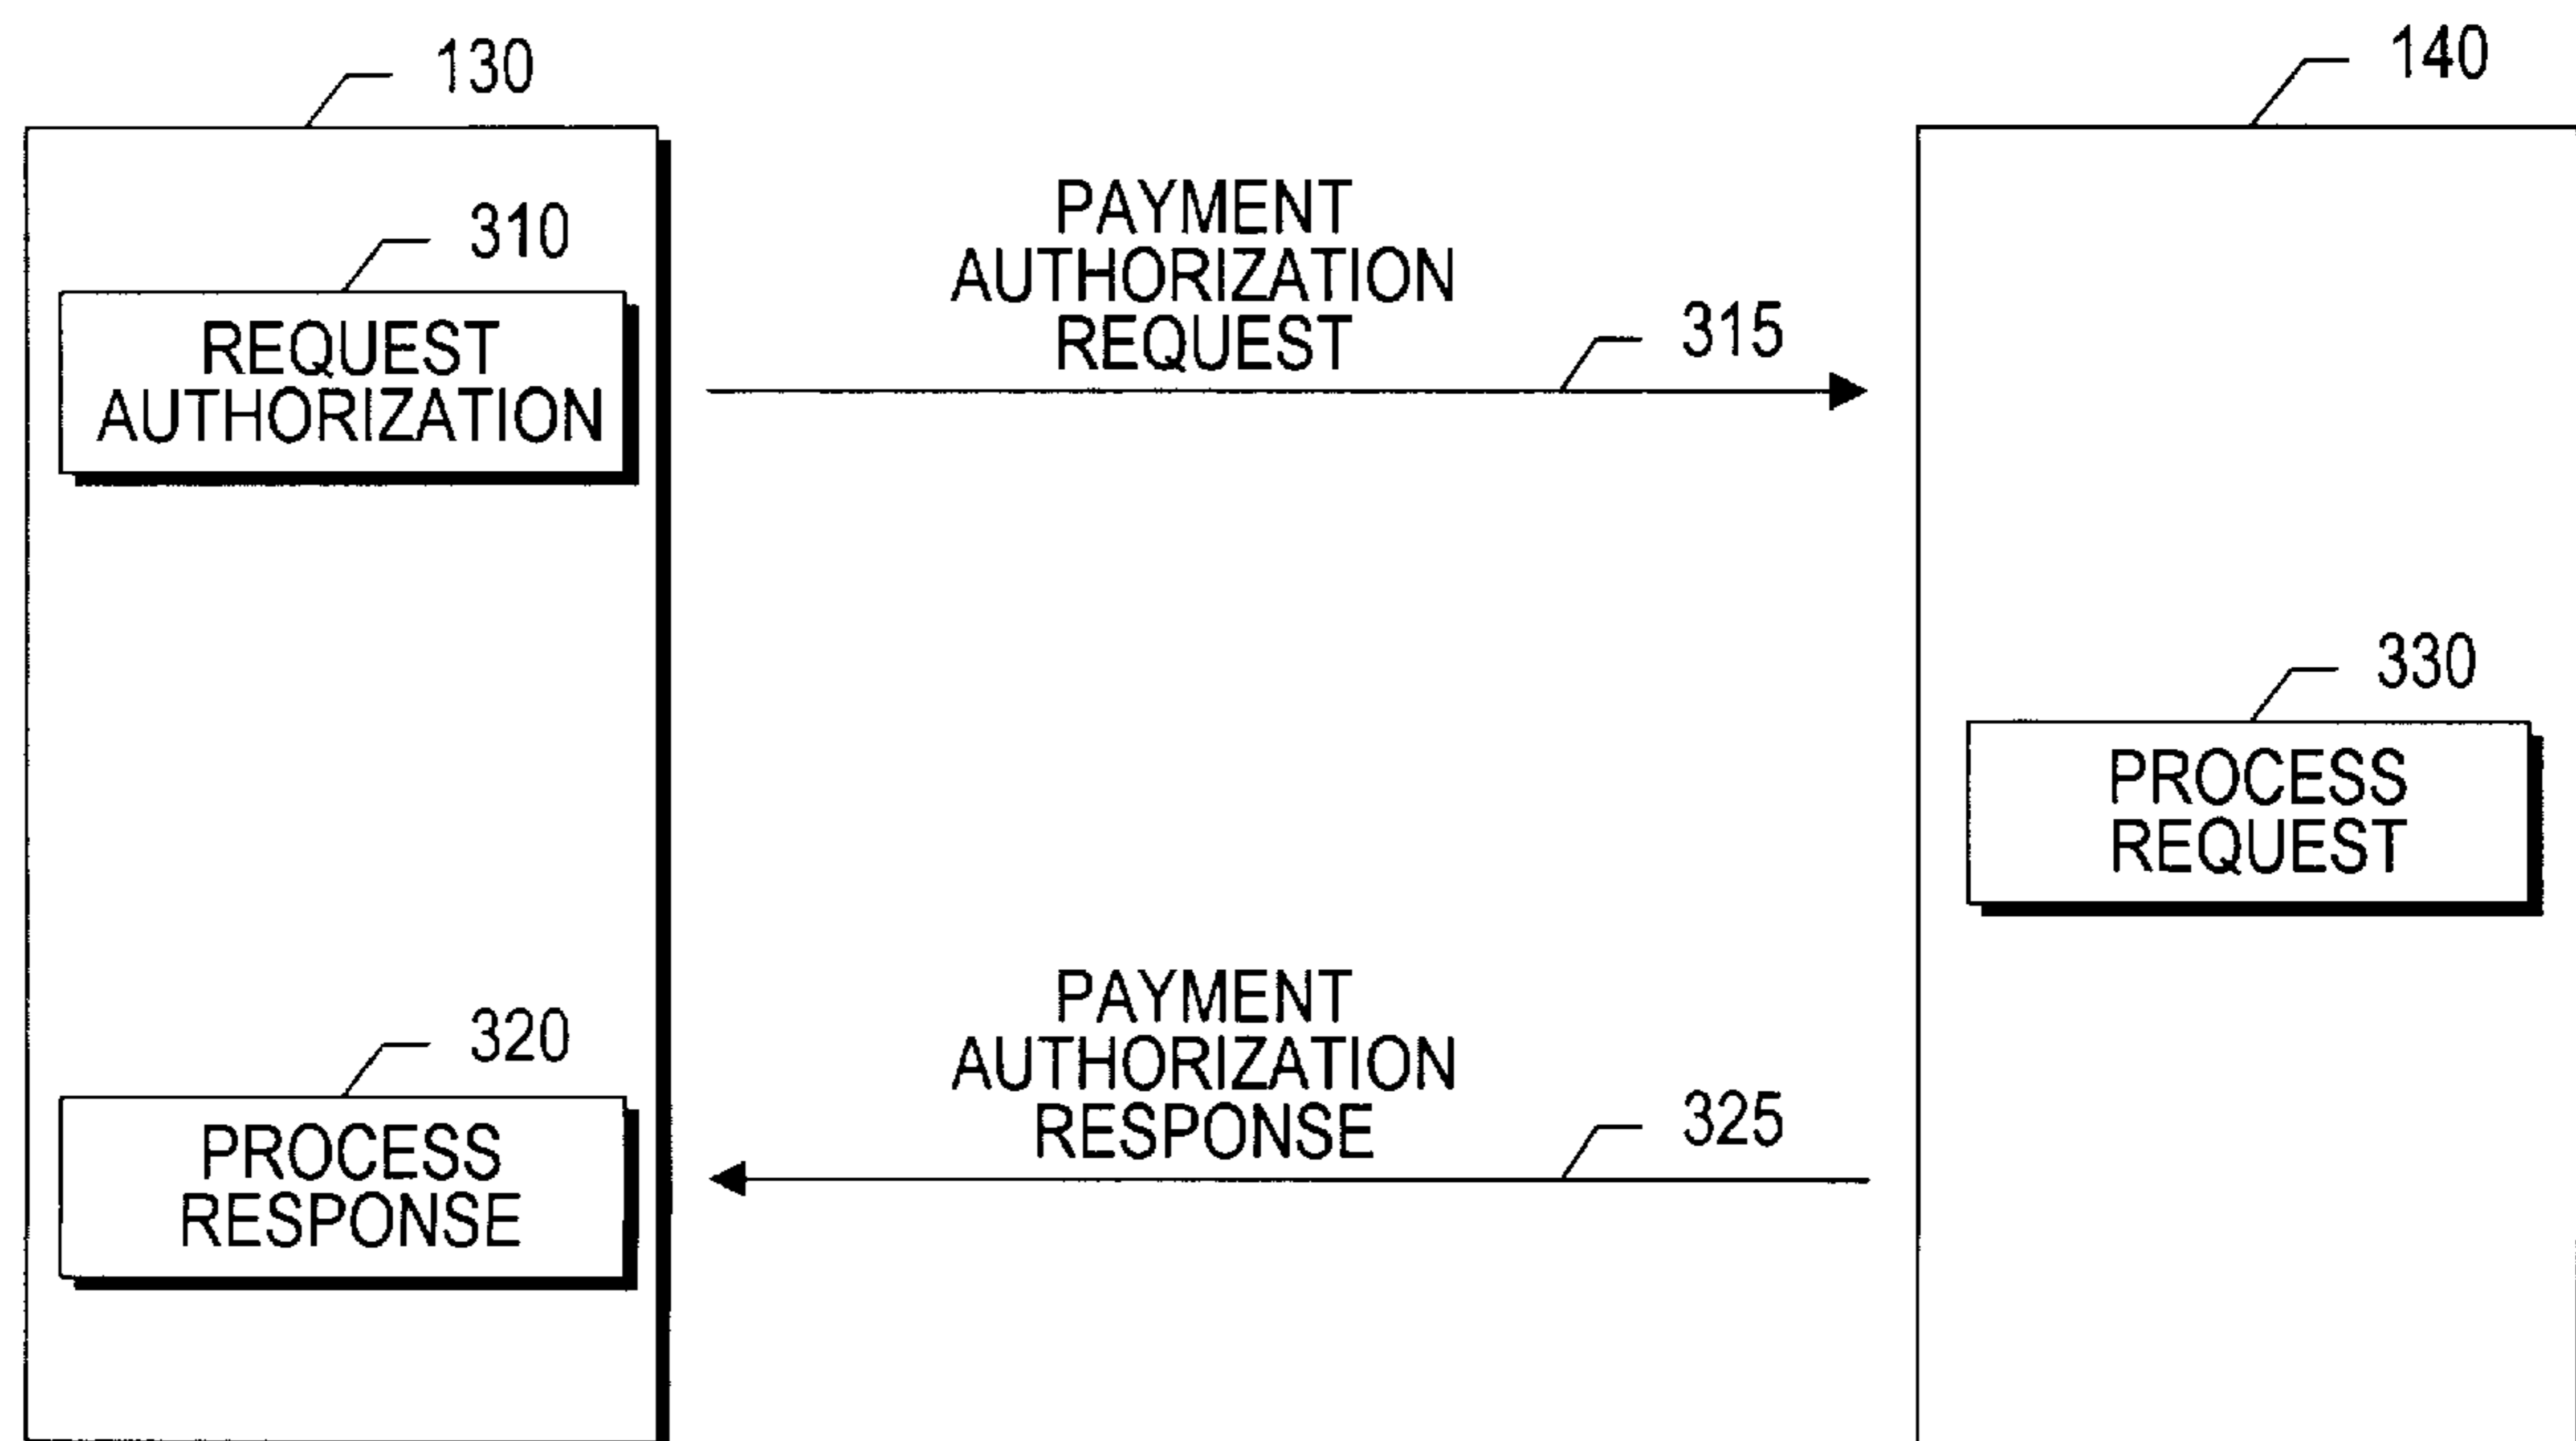 130
140
310
REQUEST
AUTHORIZATION
PAYMENT
AUTHORIZATION
REQUEST
315
330
PROCESS
REQUEST
320
PROCESS
RESPONSE
PAYMENT
AUTHORIZATION
RESPONSE
325